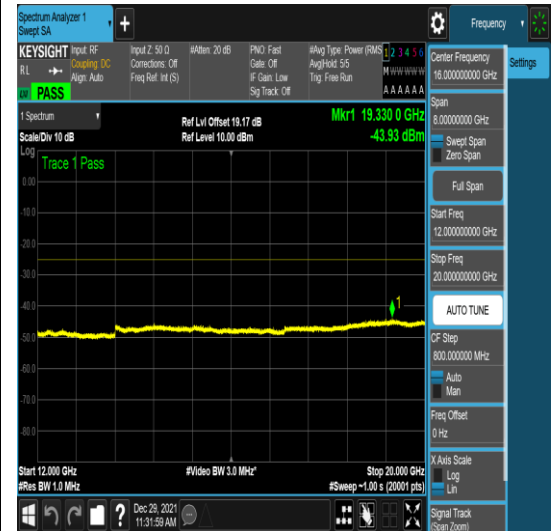 Spectrum Analyzer 1
Swept SA
+
Frequency
KEYSIGHT
RL
PASS
Input: RF
Coupling: DC
Align: Auto
Input Z: 50 Ω
Corrections: Off
Freq Ref: Int (S)
#Atten: 20 dB
PNO: Fast
Gate: Off
IF Gain: Low
Sig Track: Off
#Avg Type: Power (RMS
Avg|Hold: 5/5
Trig: Free Run
1 2 3 4 5 6
M W W W W W
A A A A A A
Center Frequency
16.000000000 GHz
Settings
Span
8.00000000 GHz
Swept Span
Zero Span
Full Span
Start Freq
12.000000000 GHz
Stop Freq
20.000000000 GHz
AUTO TUNE
CF Step
800.000000 MHz
Auto
Man
Freq Offset
0 Hz
X Axis Scale
Log
Lin
Signal Track
(Span Zoom)
1 Spectrum
Scale/Div 10 dB
Ref Lvl Offset 19.17 dB
Ref Level 10.00 dBm
Mkr1 19.330 0 GHz
-43.93 dBm
Log
Trace 1 Pass
0.00
-10.0
-20.0
-30.0
-40.0
-50.0
-60.0
-70.0
-80.0
1
Start 12.000 GHz
#Res BW 1.0 MHz
#Video BW 3.0 MHz*
Stop 20.000 GHz
#Sweep ~1.00 s (20001 pts)
?
Dec 29, 2021
11:31:59 AM